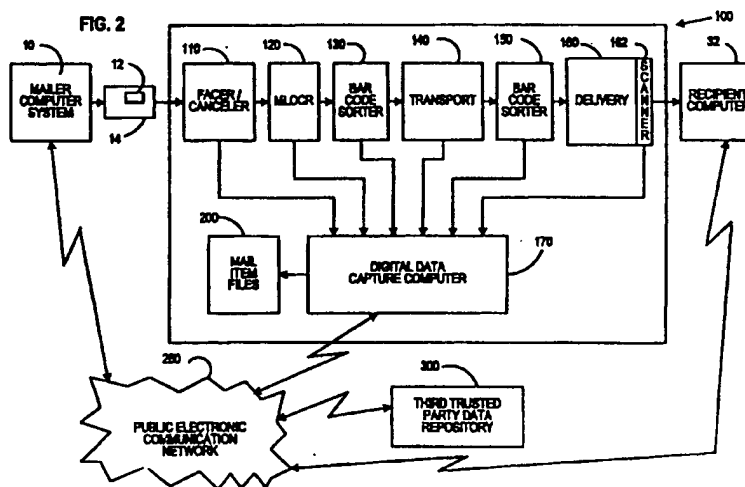 FIG. 2
100
10
12
110
120
130
140
150
160
162
32
MAILER
COMPUTER
SYSTEM
14
FACER /
CANCELER
MLOCR
BAR
CODE
SORTER
TRANSPORT
BAR
CODE
SORTER
DELIVERY
SCANNER
RECIPIENT
COMPUTER
200
MAIL
ITEM
FILES
DIGITAL DATA
CAPTURE COMPUTER
170
250
PUBLIC ELECTRONIC
COMMUNICATION
NETWORK
300
THIRD TRUSTED
PARTY DATA
REPOSITORY